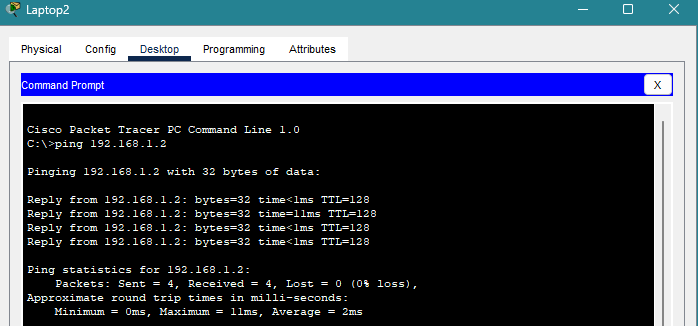 Laptop2
Physical Config Desktop Programming Attributes
Command Prompt X
Cisco Packet Tracer PC Command Line 1.0
C:\>ping 192.168.1.2
Pinging 192.168.1.2 with 32 bytes of data:
Reply from 192.168.1.2: bytes=32 time<1ms TTL=128
Reply from 192.168.1.2: bytes=32 time=11ms TTL=128
Reply from 192.168.1.2: bytes=32 time<1ms TTL=128
Reply from 192.168.1.2: bytes=32 time<1ms TTL=128
Ping statistics for 192.168.1.2:
Packets: Sent = 4, Received = 4, Lost = 0 (0% loss),
Approximate round trip times in milli-seconds:
Minimum = 0ms, Maximum = 11ms, Average = 2ms